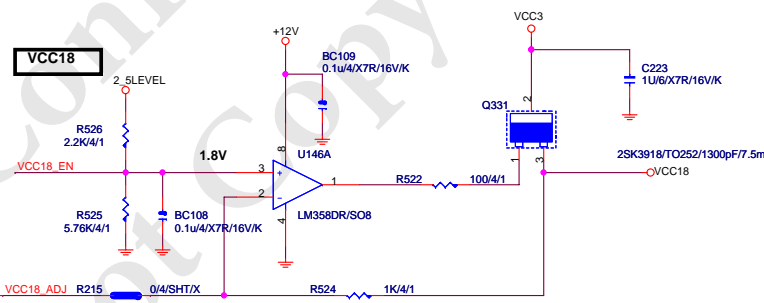 VCC3
+12V
VCC18
BC109
0.1u/4/X7R/16V/K
C223
1U/6/X7R/16V/K
2_5LEVEL
2
Q331
R526
2.2K/4/1
8
U146A
1.8V
VCC18_EN
3
+
1
2
-
4
LM358DR/SO8
R522
100/4/1
1
3
2SK3918/TO252/1300pF/7.5m
VCC18
R525
5.76K/4/1
BC108
0.1u/4/X7R/16V/K
VCC18_ADJ
R215
0/4/SHT/X
R524
1K/4/1
Not Copy